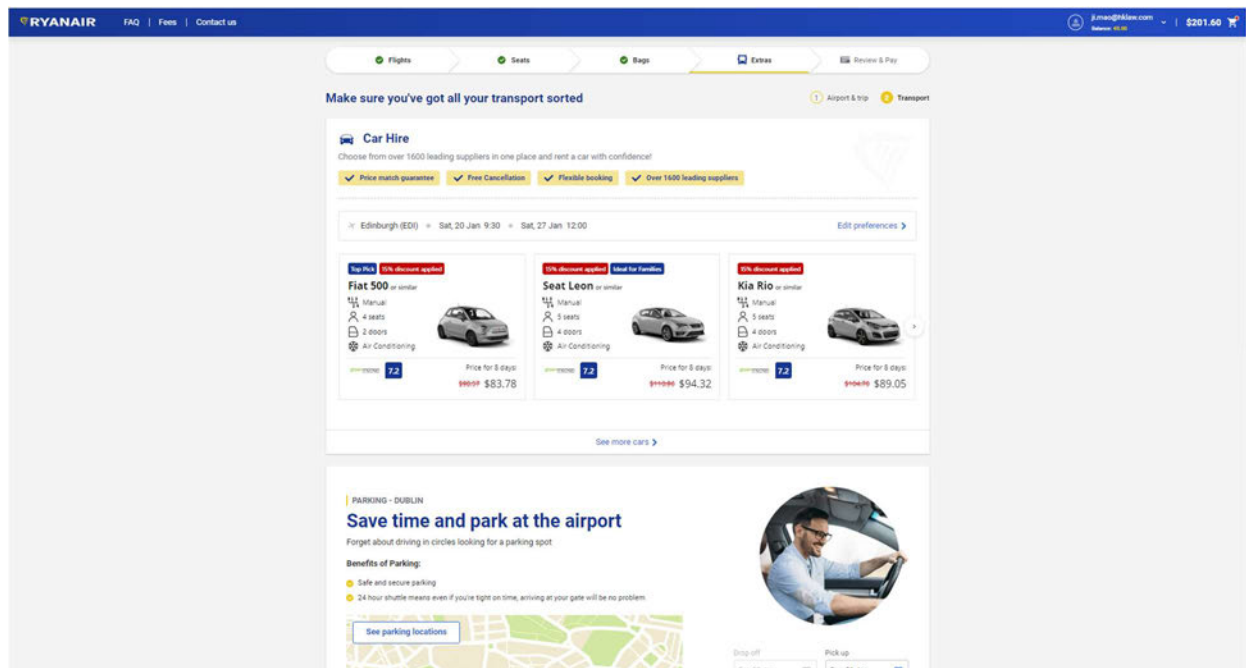 RYANAIR FAQ | Fees | Contact us
ji.mao@hklaw.com
Balance: €0.00
$201.60
Flights
Seats
Bags
Extras
Review & Pay
Make sure you've got all your transport sorted
1 Airport & trip
2 Transport
Car Hire
Choose from over 1600 leading suppliers in one place and rent a car with confidence!
Price match guarantee
Free Cancellation
Flexible booking
Over 1600 leading suppliers
Edinburgh (EDI) Sat, 20 Jan 9:30 Sat, 27 Jan 12:00
Edit preferences
Top Pick 15% discount applied
Fiat 500 or similar
Manual
4 seats
2 doors
Air Conditioning
7.2
Price for 8 days:
$83.78
15% discount applied Ideal for Families
Seat Leon or similar
Manual
5 seats
4 doors
Air Conditioning
7.2
Price for 8 days:
$94.32
15% discount applied
Kia Rio or similar
Manual
5 seats
4 doors
Air Conditioning
7.2
Price for 8 days:
$89.05
See more cars
PARKING - DUBLIN
Save time and park at the airport
Forget about driving in circles looking for a parking spot
Benefits of Parking:
Safe and secure parking
24 hour shuttle means even if you're tight on time, arriving at your gate will be no problem
See parking locations
Drop off
Pick up